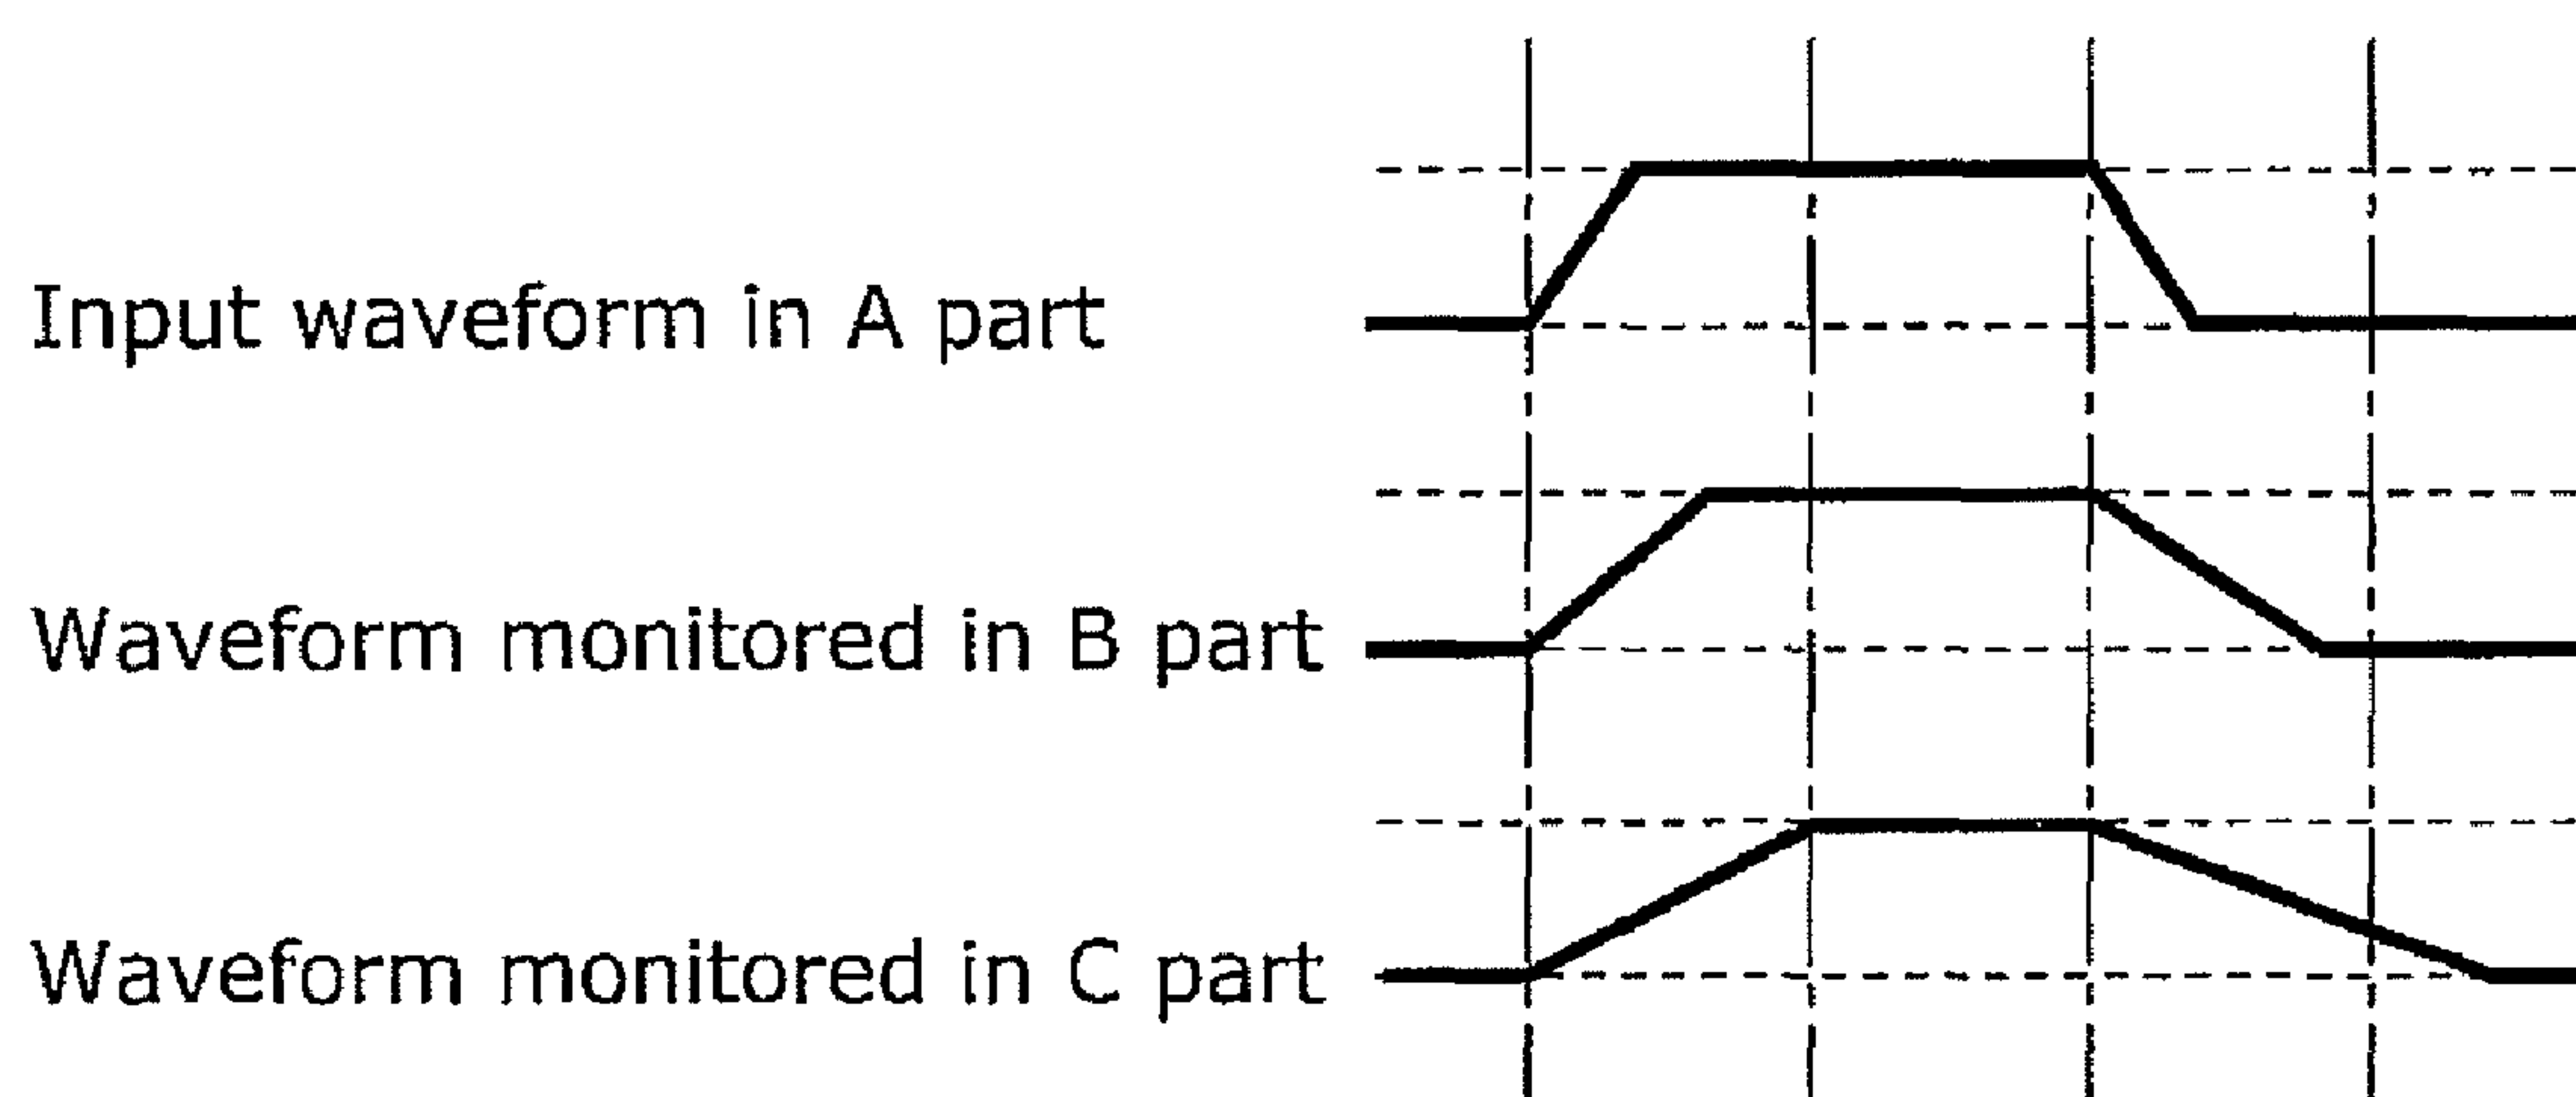 Input waveform in A part
Waveform monitored in B part
Waveform monitored in C part